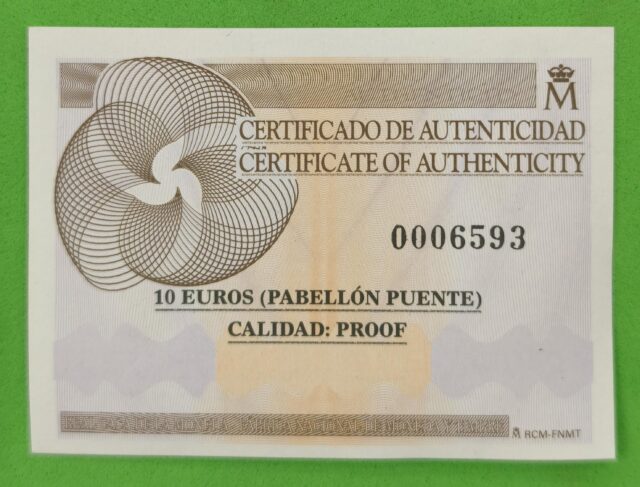 M
CERTIFICADO DE AUTENTICIDAD
CERTIFICATE OF AUTHENTICITY
0006593
10 EUROS (PABELLÓN PUENTE)
CALIDAD: PROOF
RCM-FNMT